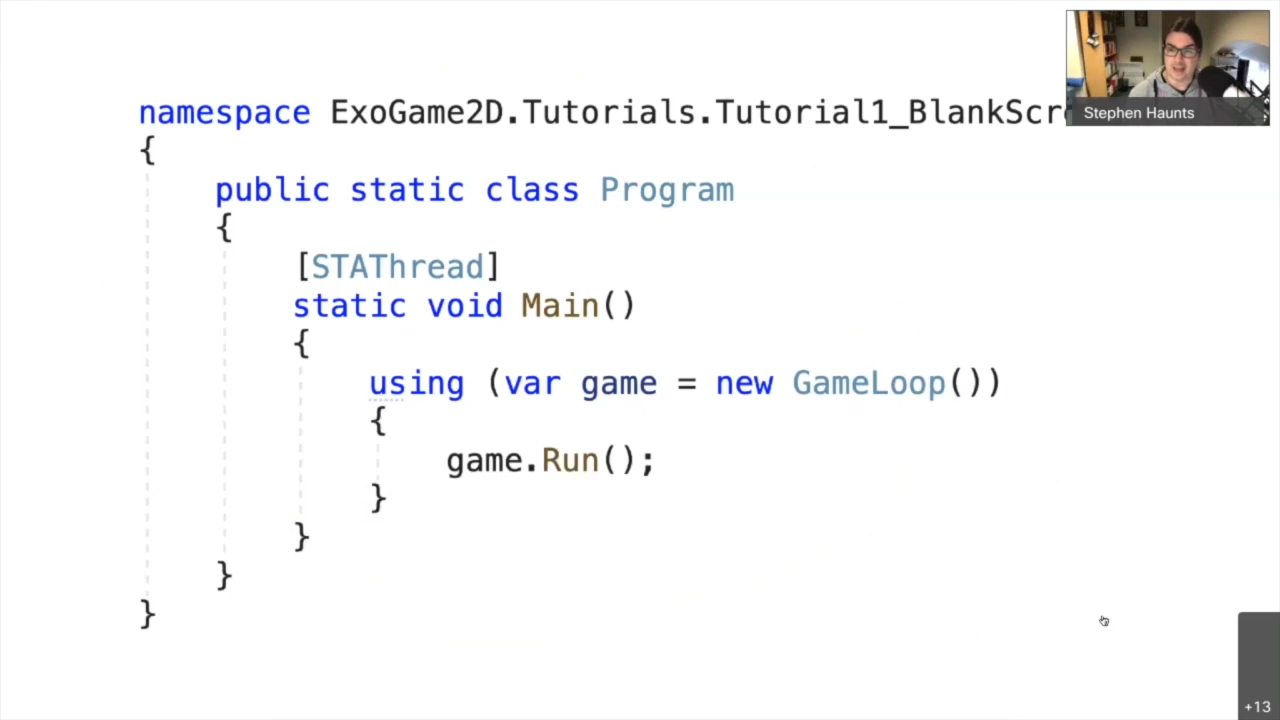 namespace ExoGame2D.Tutorials.Tutorial1_BlankScr
{
public static class Program
{
[STAThread]
static void Main()
{
using (var game = new GameLoop())
{
game.Run();
}
}
}
}
Stephen Haunts
+13